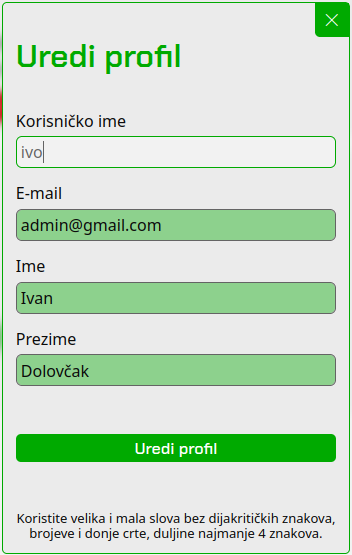 Uredi profil
Korisničko ime
ivo
E-mail
admin@gmail.com
Ime
Ivan
Prezime
Dolovčak
Uredi profil
Koristite velika i mala slova bez dijakritičkih znakova,
brojeve i donje crte, duljine najmanje 4 znakova.